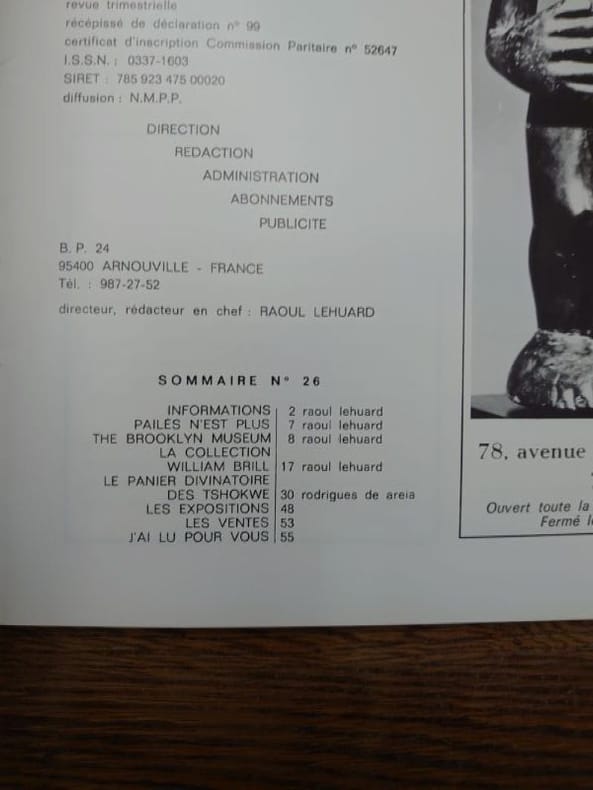 revue trimestrielle
récépissé de déclaration n° 99
certificat d'inscription Commission Paritaire n° 52647
I.S.S.N. : 0337-1603
SIRET : 785 923 475 00020
diffusion : N.M.P.P.
DIRECTION
REDACTION
ADMINISTRATION
ABONNEMENTS
PUBLICITE
B. P. 24
95400 ARNOUVILLE - FRANCE
Tél. : 987-27-52
directeur, rédacteur en chef : RAOUL LEHUARD
SOMMAIRE N° 26
INFORMATIONS 2 raoul lehuard
PAILÈS N'EST PLUS 7 raoul lehuard
THE BROOKLYN MUSEUM 8 raoul lehuard
LA COLLECTION
WILLIAM BRILL 17 raoul lehuard
LE PANIER DIVINATOIRE
DES TSHOKWE 30 rodrigues de areia
LES EXPOSITIONS 48
LES VENTES 53
J'AI LU POUR VOUS 55
78, avenue
Ouvert toute la
Fermé